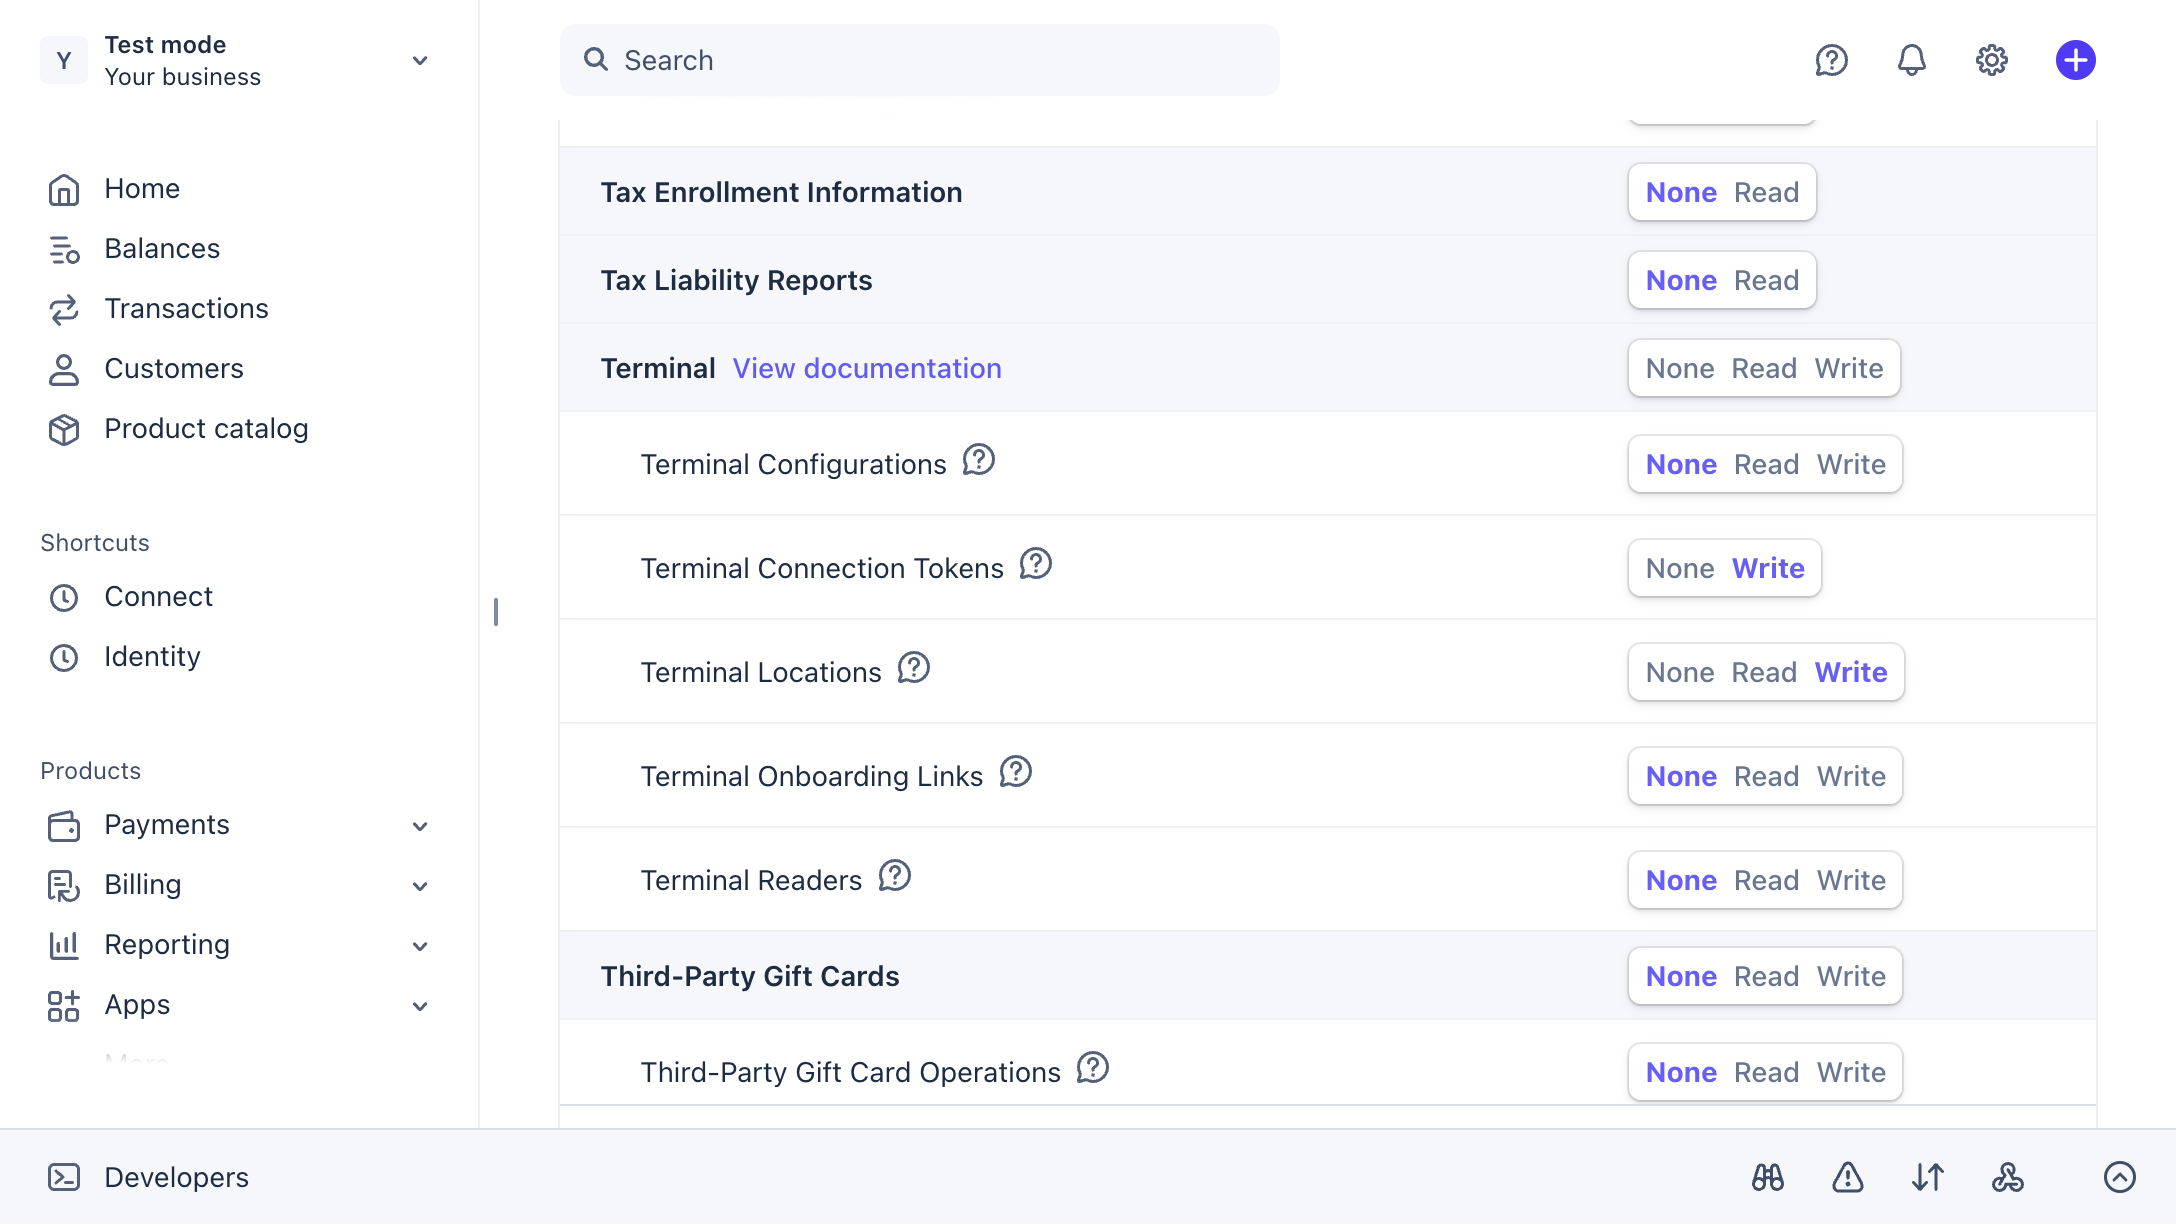 Y
Test mode
Your business
Search
Home
Balances
Transactions
Customers
Product catalog
Shortcuts
Connect
Identity
Products
Payments
Billing
Reporting
Apps
More
Tax Enrollment Information
None Read
Tax Liability Reports
None Read
Terminal View documentation
None Read Write
Terminal Configurations
None Read Write
Terminal Connection Tokens
None Write
Terminal Locations
None Read Write
Terminal Onboarding Links
None Read Write
Terminal Readers
None Read Write
Third-Party Gift Cards
None Read Write
Third-Party Gift Card Operations
None Read Write
Developers